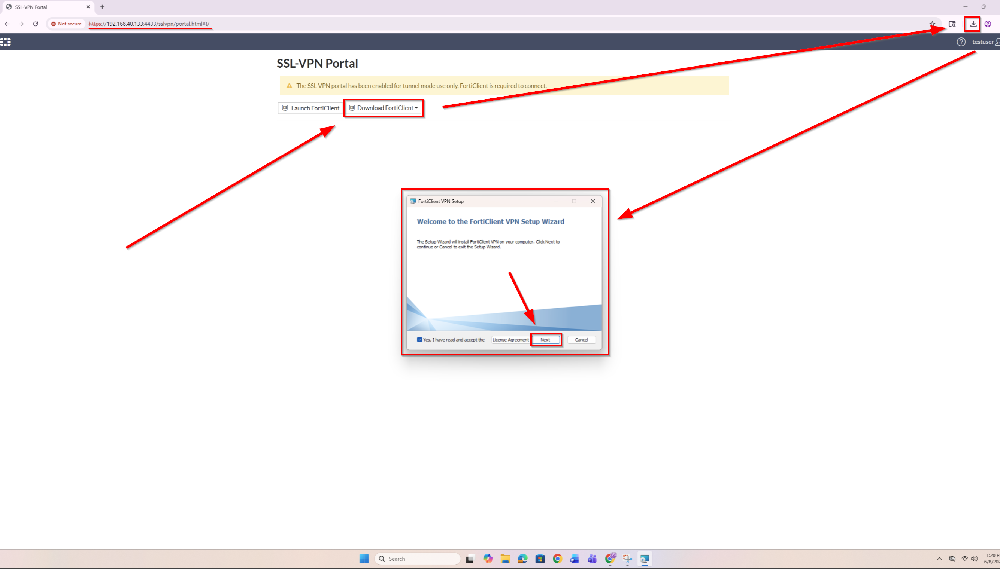 SSL-VPN Portal
Not secure https://192.168.40.133:4433/sslvpn/portal.html#!/
testuser
SSL-VPN Portal
The SSL-VPN portal has been enabled for tunnel mode use only. FortiClient is required to connect.
Launch FortiClient Download FortiClient
FortiClient VPN Setup
Welcome to the FortiClient VPN Setup Wizard
The Setup Wizard will install FortiClient VPN on your computer. Click Next to
continue or Cancel to exit the Setup Wizard.
Yes, I have read and accept the License Agreement Next Cancel
Search
1:20 P
6/8/202